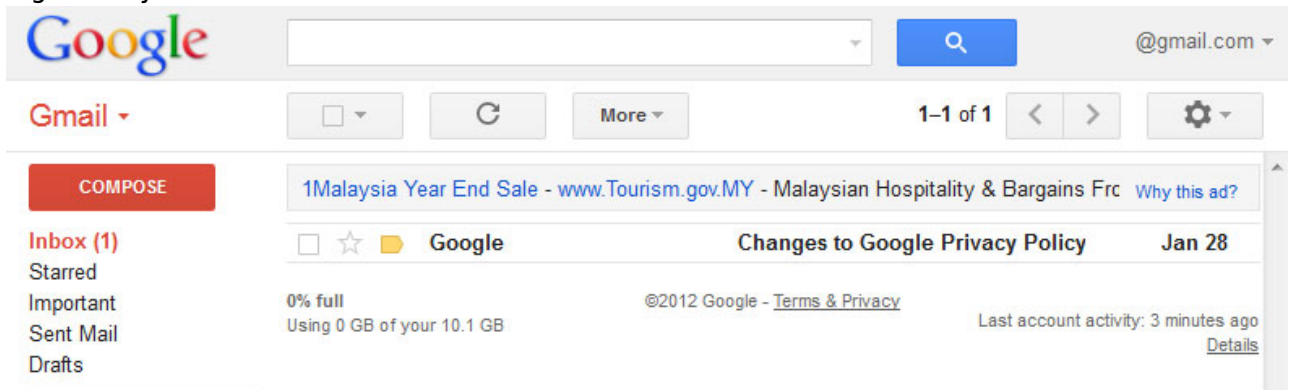 Google
@gmail.com
Gmail
More
1–1 of 1
COMPOSE
1Malaysia Year End Sale - www.Tourism.gov.MY - Malaysian Hospitality & Bargains Frc Why this ad?
Inbox (1)
Google Changes to Google Privacy Policy Jan 28
Starred
Important
Sent Mail
Drafts
0% full
Using 0 GB of your 10.1 GB
©2012 Google - Terms & Privacy
Last account activity: 3 minutes ago
Details